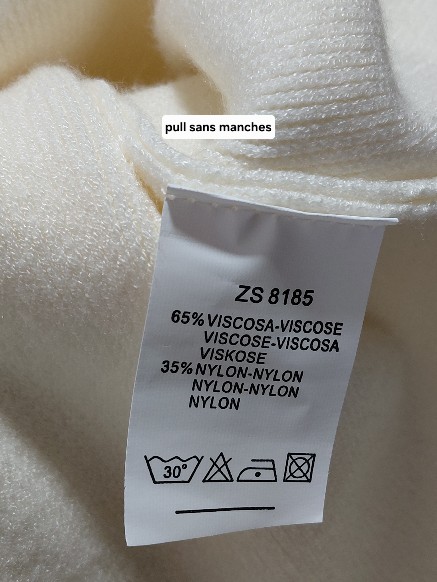 pull sans manches
ZS 8185
65% VISCOSA-VISCOSE
VISCOSE-VISCOSA
VISKOSE
35% NYLON-NYLON
NYLON-NYLON
NYLON
30°